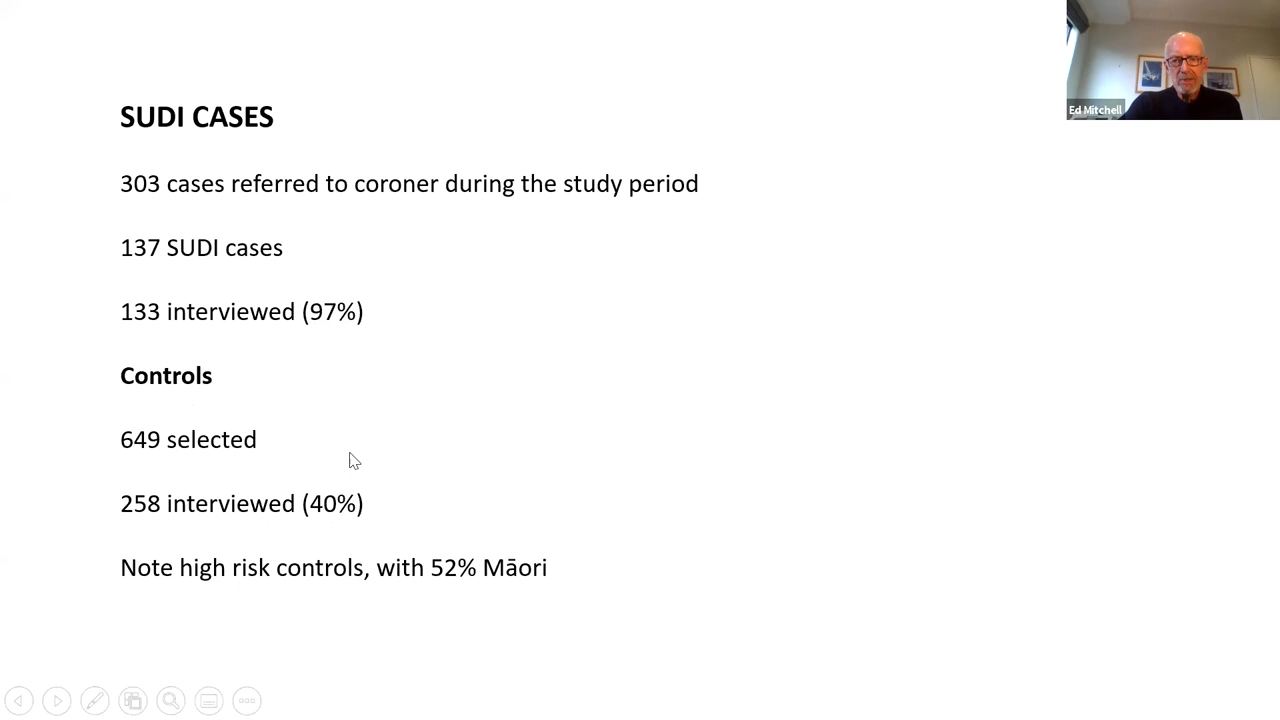 Ed Mitchell
SUDI CASES
303 cases referred to coroner during the study period
137 SUDI cases
133 interviewed (97%)
Controls
649 selected
258 interviewed (40%)
Note high risk controls, with 52% Māori